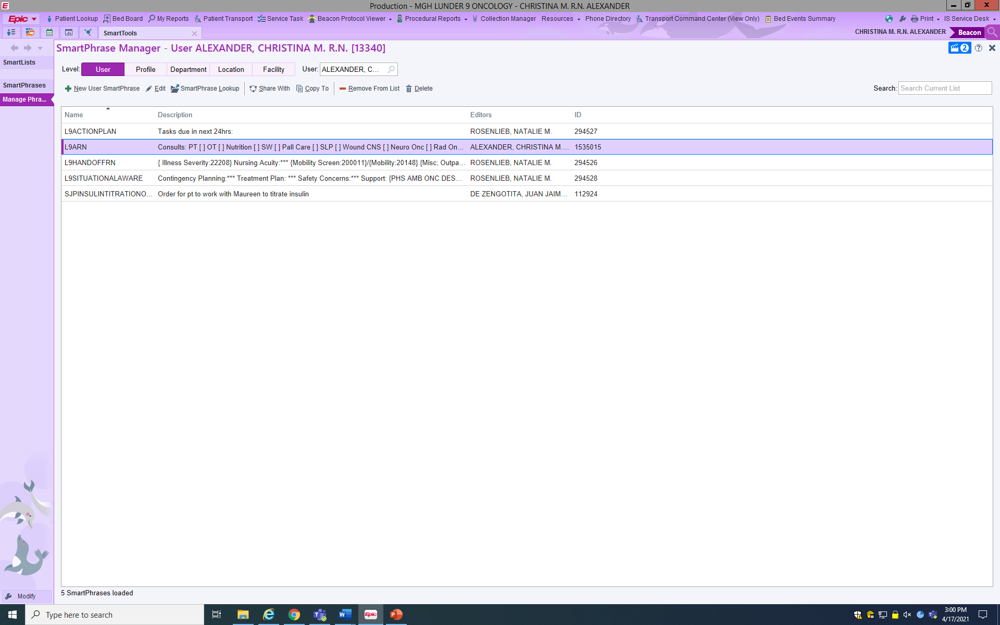 Production - MGH LUNDER 9 ONCOLOGY - CHRISTINA M. R.N. ALEXANDER
Epic Patient Lookup Bed Board My Reports Patient Transport Service Task Beacon Protocol Viewer Procedural Reports Collection Manager Resources Phone Directory Transport Command Center (View Only) Bed Events Summary Print IS Service Desk
SmartTools CHRISTINA M. R.N. ALEXANDER Beacon
SmartPhrase Manager - User ALEXANDER, CHRISTINA M. R.N. [13340] 2
SmartLists
Level: User Profile Department Location Facility User: ALEXANDER, C...
SmartPhrases
New User SmartPhrase Edit SmartPhrase Lookup Share With Copy To Remove From List Delete Search: Search Current List
Manage Phra...
Name Description Editors ID
L9ACTIONPLAN Tasks due in next 24hrs: ROSENLIEB, NATALIE M. 294527
L9ARN Consults: PT [ ] OT [ ] Nutrition [ ] SW [ ] Pall Care [ ] SLP [ ] Wound CNS [ ] Neuro Onc [ ] Rad On... ALEXANDER, CHRISTINA M.... 1535015
L9HANDOFFRN { Illness Severity:22208} Nursing Acuity:*** {Mobility Screen:200011}/{Mobility:20148} {Misc; Outpa... ROSENLIEB, NATALIE M. 294526
L9SITUATIONALAWARE Contingency Planning:*** Treatment Plan: *** Safety Concerns:*** Support: {PHS AMB ONC DES... ROSENLIEB, NATALIE M. 294528
SJPINSULINTITRATIONO... Order for pt to work with Maureen to titrate insulin DE ZENGOTITA, JUAN JAIM... 112924
5 SmartPhrases loaded
Modify
Type here to search
Epic
3:00 PM
4/17/2021